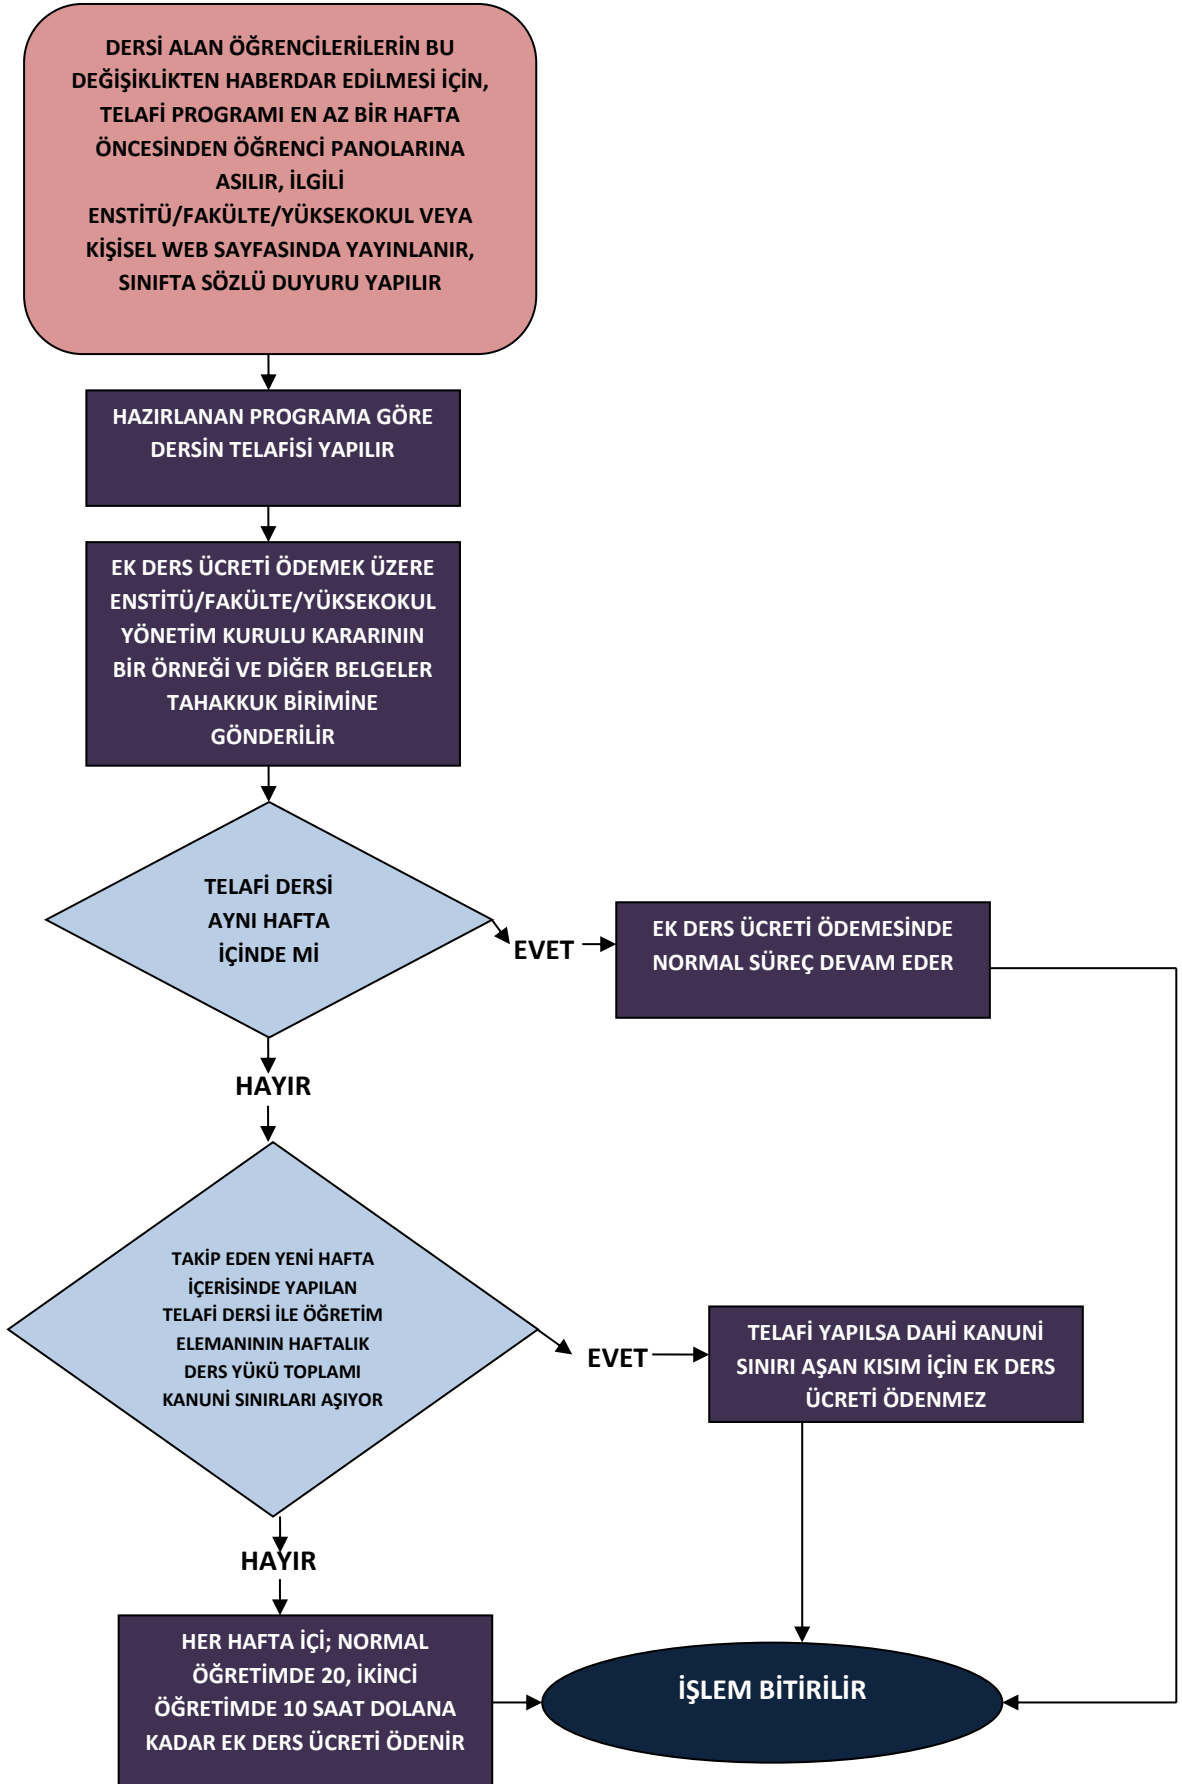 DERSİ ALAN ÖĞRENCİLERİLERİN BU
DEĞİŞİKLİKTEN HABERDAR EDİLMESİ İÇİN,
TELAFİ PROGRAMI EN AZ BİR HAFTA
ÖNCESİNDEN ÖĞRENCİ PANOLARINA
ASILIR, İLGİLİ
ENSTİTÜ/FAKÜLTE/YÜKSEKOKUL VEYA
KİŞİSEL WEB SAYFASINDA YAYINLANIR,
SINIFTA SÖZLÜ DUYURU YAPILIR
HAZIRLANAN PROGRAMA GÖRE
DERSİN TELAFİSİ YAPILIR
EK DERS ÜCRETİ ÖDEMEK ÜZERE
ENSTİTÜ/FAKÜLTE/YÜKSEKOKUL
YÖNETİM KURULU KARARININ
BİR ÖRNEĞİ VE DİĞER BELGELER
TAHAKKUK BİRİMİNE
GÖNDERİLİR
TELAFİ DERSİ
AYNI HAFTA
İÇİNDE Mİ
EVET
EK DERS ÜCRETİ ÖDEMESİNDE
NORMAL SÜREÇ DEVAM EDER
HAYIR
TAKİP EDEN YENİ HAFTA
İÇERİSİNDE YAPILAN
TELAFİ DERSİ İLE ÖĞRETİM
ELEMANININ HAFTALIK
DERS YÜKÜ TOPLAMI
KANUNİ SINIRLARI AŞIYOR
EVET
TELAFİ YAPILSA DAHİ KANUNİ
SINIRI AŞAN KISIM İÇİN EK DERS
ÜCRETİ ÖDENMEZ
HAYIR
HER HAFTA İÇİ; NORMAL
ÖĞRETİMDE 20, İKİNCİ
ÖĞRETİMDE 10 SAAT DOLANA
KADAR EK DERS ÜCRETİ ÖDENİR
İŞLEM BİTİRİLİR